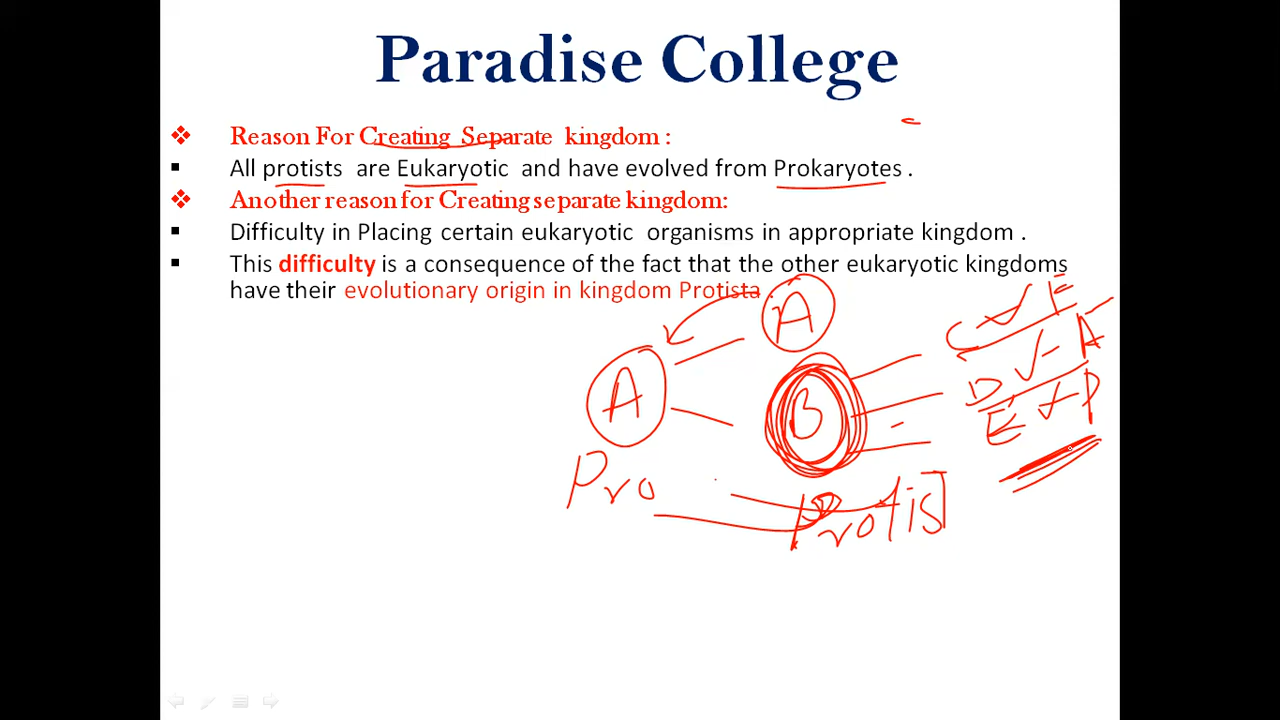 Paradise College
❖ Reason For Creating Separate kingdom :
▪ All protists are Eukaryotic and have evolved from Prokaryotes .
❖ Another reason for Creating separate kingdom:
▪ Difficulty in Placing certain eukaryotic organisms in appropriate kingdom .
▪ This difficulty is a consequence of the fact that the other eukaryotic kingdoms
have their evolutionary origin in kingdom Protista .
A
C F
A B D A
E P
Pro Protis